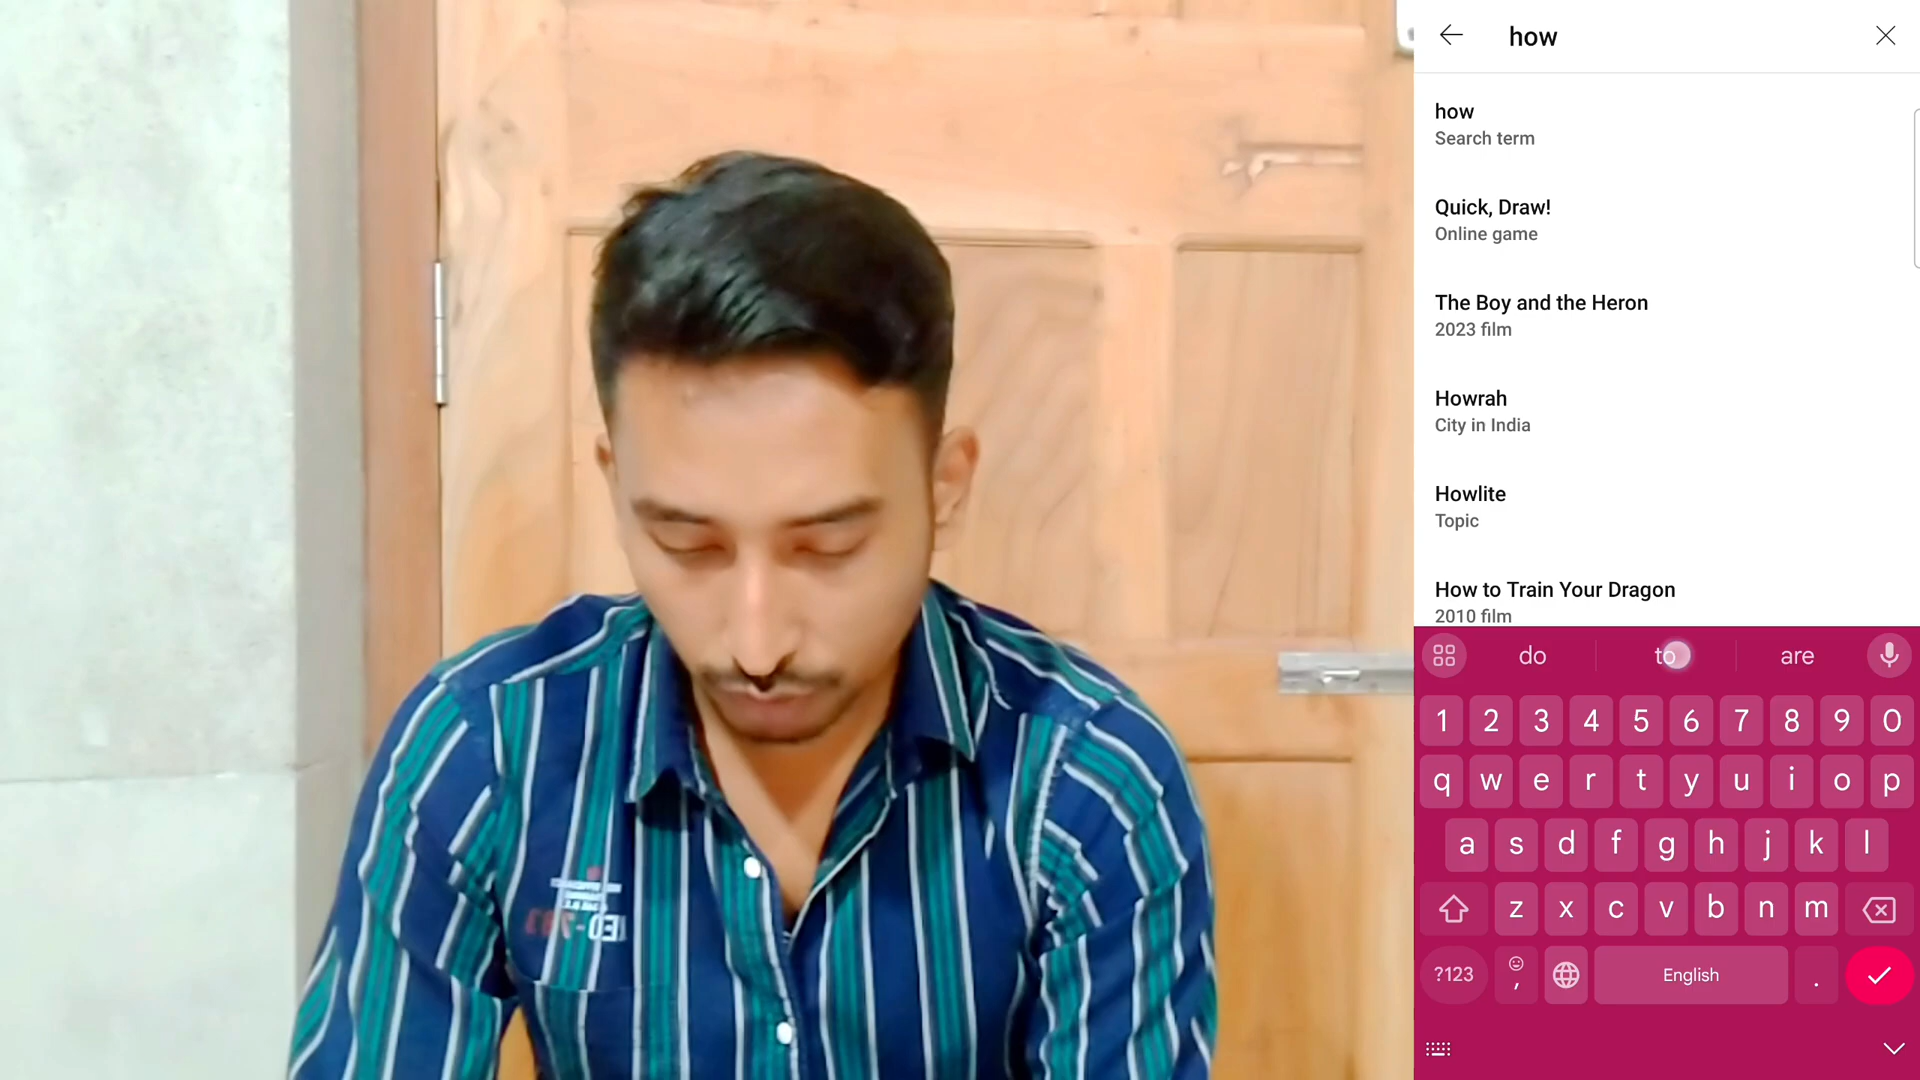 how
how
Search term
Quick, Draw!
Online game
The Boy and the Heron
2023 film
Howrah
City in India
Howlite
Topic
How to Train Your Dragon
2010 film
do to are
1 2 3 4 5 6 7 8 9 0
q w e r t y u i o p
a s d f g h j k l
z x c v b n m
?123 , English .